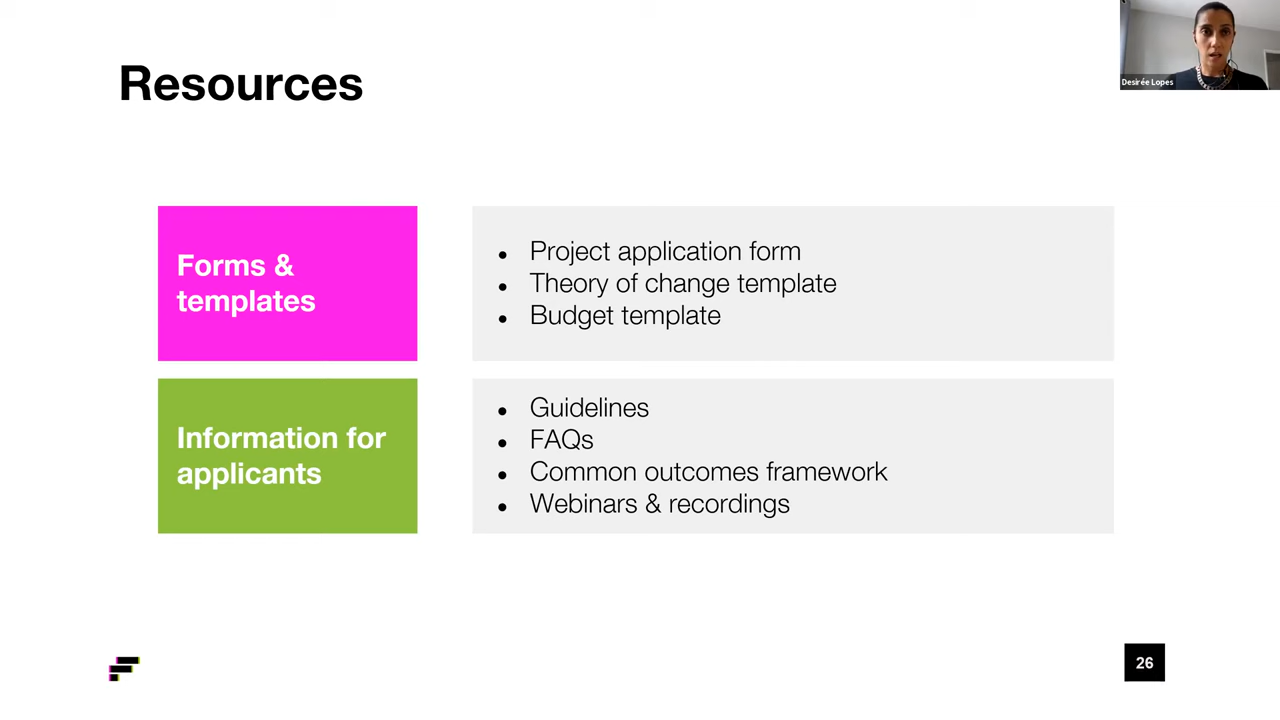 Resources
Desirée Lopes
Forms &
templates
● Project application form
● Theory of change template
● Budget template
Information for
applicants
● Guidelines
● FAQs
● Common outcomes framework
● Webinars & recordings
26